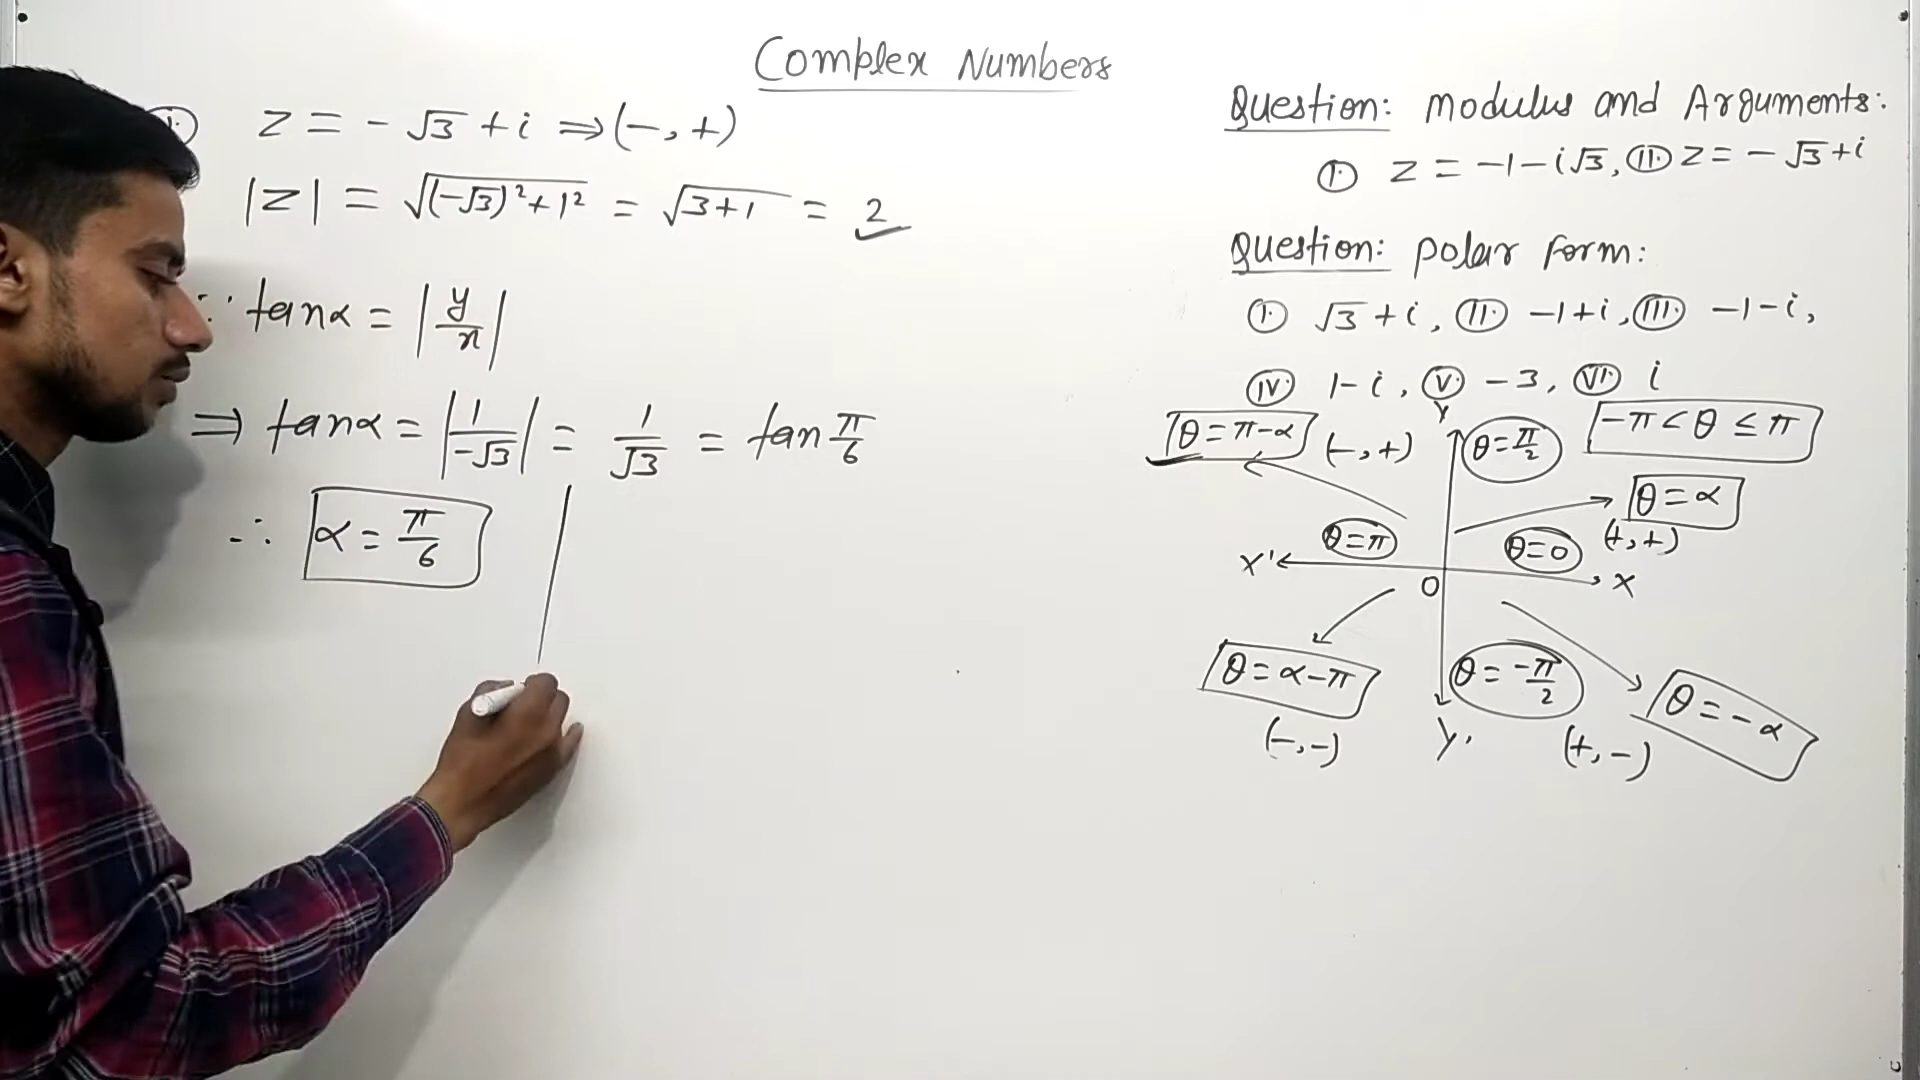 Complex Numbers
z = - √3 + i ⇒ (-, +)
|z| = √(-√3)² + 1² = √3+1 = 2
∵ tanα = |y/x|
⇒ tanα = |1/-√3| = 1/√3 = tan π/6
∴ α = π/6
Question: Modulus and Arguments:
(I.) z = -1-i√3, (II.) z = - √3+i
Question: polar form:
(I.) √3 + i, (II.) -1+i, (III.) -1-i,
(IV.) 1-i, (V.) -3, (VI.) i
θ = π-α (-, +) Y θ = π/2 -π < θ ≤ π
θ = α
(+, +)
θ = π θ = 0
X' O X
θ = α-π θ = -π/2 θ = -α
(-, -) Y' (+, -)